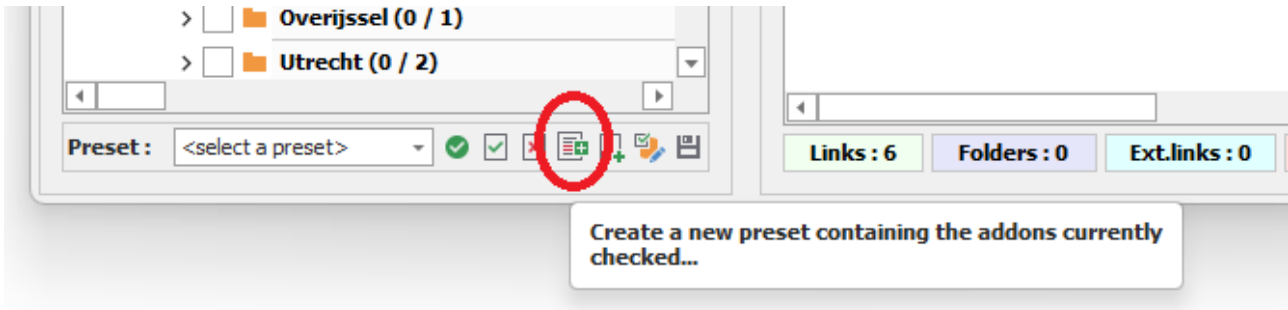 Overijssel (0 / 1)
Utrecht (0 / 2)
Preset :
<select a preset>
Links : 6
Folders : 0
Ext.links : 0
Create a new preset containing the addons currently
checked...